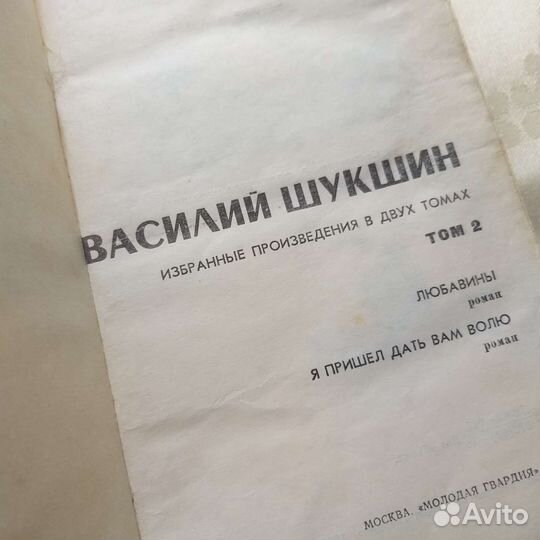 ВАСИЛИЙ ШУКШИН
ИЗБРАННЫЕ ПРОИЗВЕДЕНИЯ В ДВУХ ТОМАХ
ТОМ 2
ЛЮБАВИНЫ
роман
Я ПРИШЕЛ ДАТЬ ВАМ ВОЛЮ
роман
МОСКВА. «МОЛОДАЯ ГВАРДИЯ»
Avito